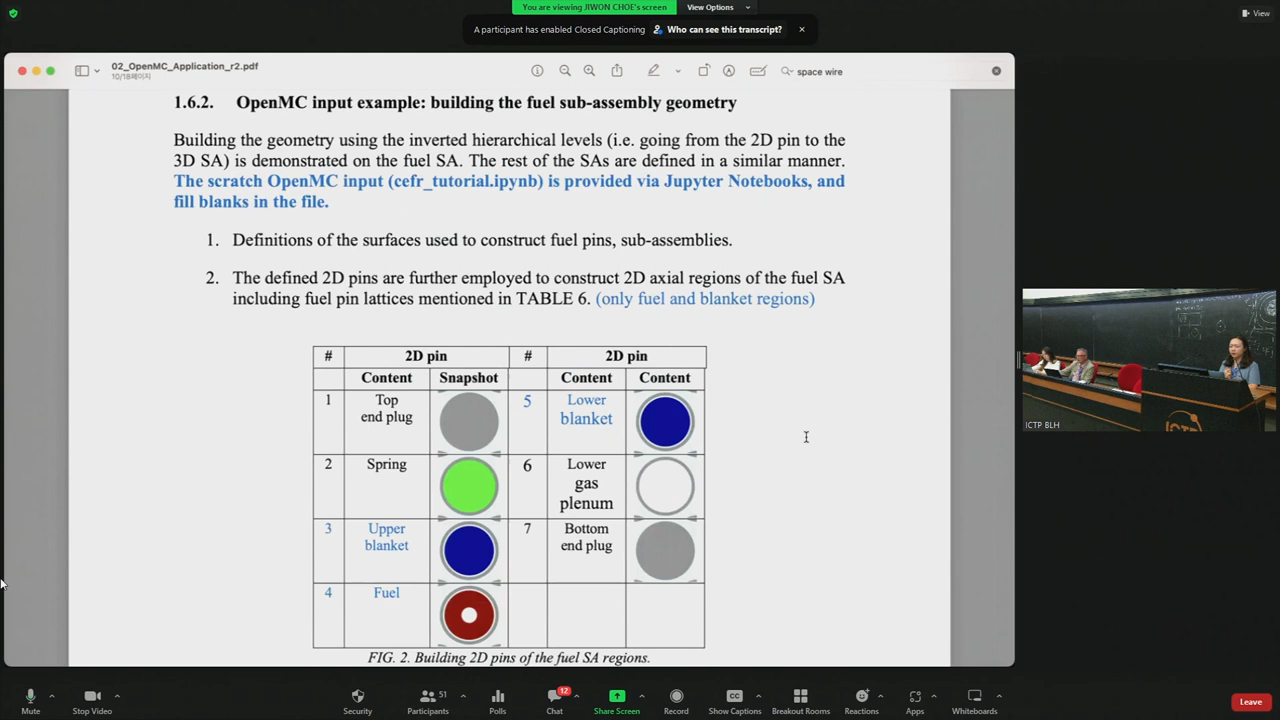 You are viewing JIWON CHOE's screen
View Options
A participant has enabled Closed Captioning
Who can see this transcript?
View
02_OpenMC_Application_r2.pdf
10/18페이지
space wire
1.6.2. OpenMC input example: building the fuel sub-assembly geometry
Building the geometry using the inverted hierarchical levels (i.e. going from the 2D pin to the
3D SA) is demonstrated on the fuel SA. The rest of the SAs are defined in a similar manner.
The scratch OpenMC input (cefr_tutorial.ipynb) is provided via Jupyter Notebooks, and
fill blanks in the file.
1. Definitions of the surfaces used to construct fuel pins, sub-assemblies.
2. The defined 2D pins are further employed to construct 2D axial regions of the fuel SA
including fuel pin lattices mentioned in TABLE 6. (only fuel and blanket regions)
# 2D pin # 2D pin
Content Snapshot Content Content
1 Top end plug 5 Lower blanket
2 Spring 6 Lower gas plenum
3 Upper blanket 7 Bottom end plug
4 Fuel
FIG. 2. Building 2D pins of the fuel SA regions.
ICTP BLH
ICTP
Mute
Stop Video
Security
Participants 51
Polls
Chat 12
Share Screen
Record
Show Captions
Breakout Rooms
Reactions
Apps
Whiteboards
Leave